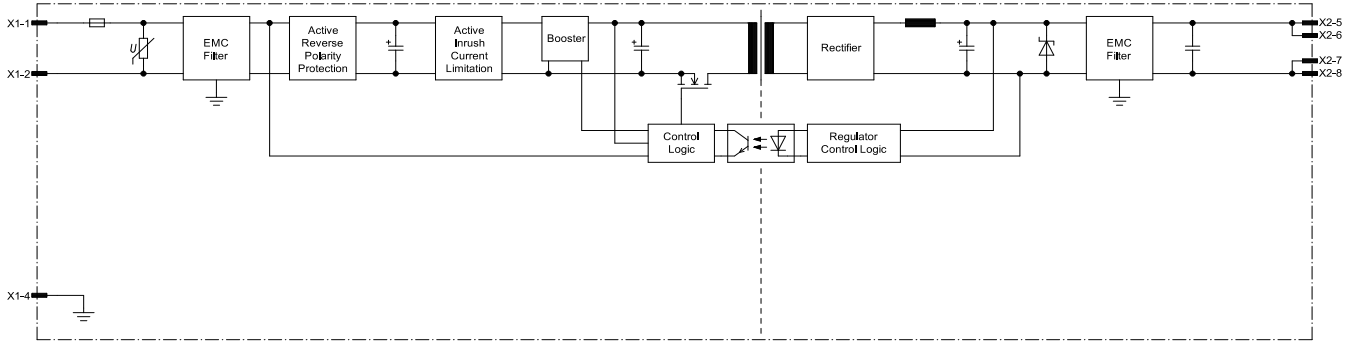 X1-1
X1-2
X1-4
U
EMC
Filter
Active
Reverse
Polarity
Protection
+
Active
Inrush
Current
Limitation
Booster
+
Control
Logic
Rectifier
Regulator
Control Logic
+
EMC
Filter
X2-5
X2-6
X2-7
X2-8